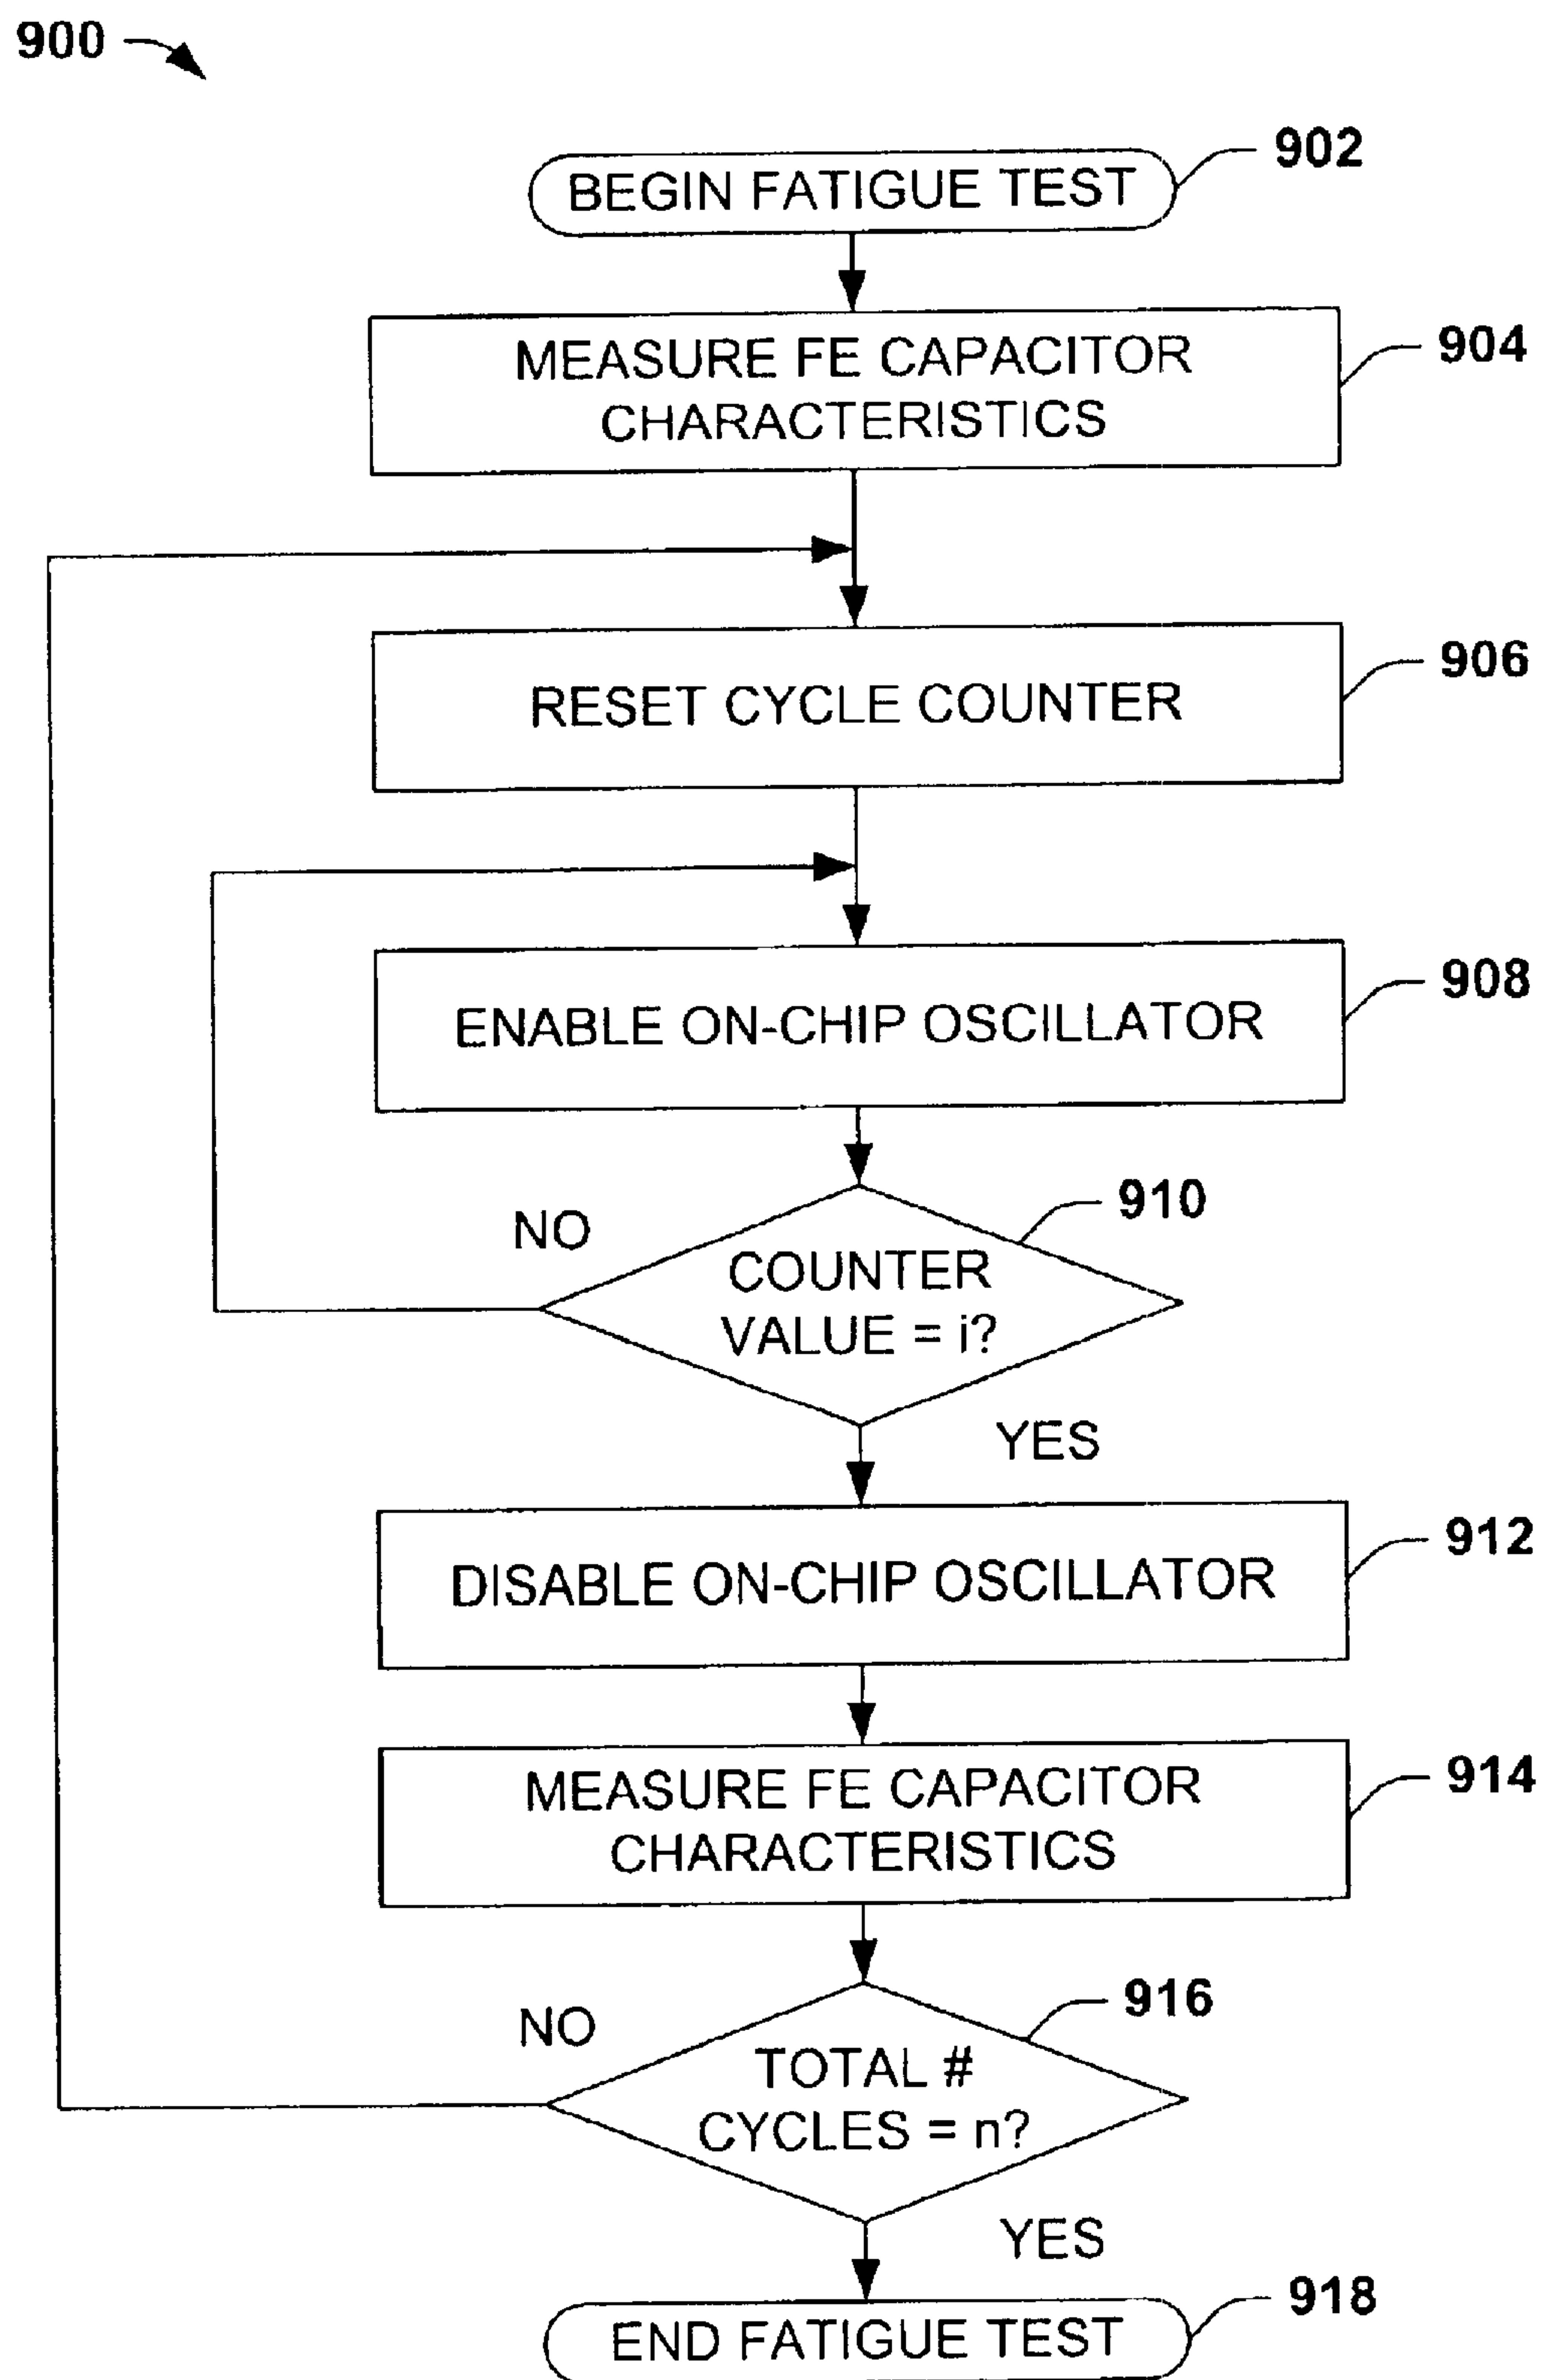 900
BEGIN FATIGUE TEST
902
MEASURE FE CAPACITOR
CHARACTERISTICS
904
RESET CYCLE COUNTER
906
ENABLE ON-CHIP OSCILLATOR
908
NO
910
COUNTER
VALUE = i?
YES
DISABLE ON-CHIP OSCILLATOR
912
MEASURE FE CAPACITOR
CHARACTERISTICS
914
NO
916
TOTAL #
CYCLES = n?
YES
END FATIGUE TEST
918